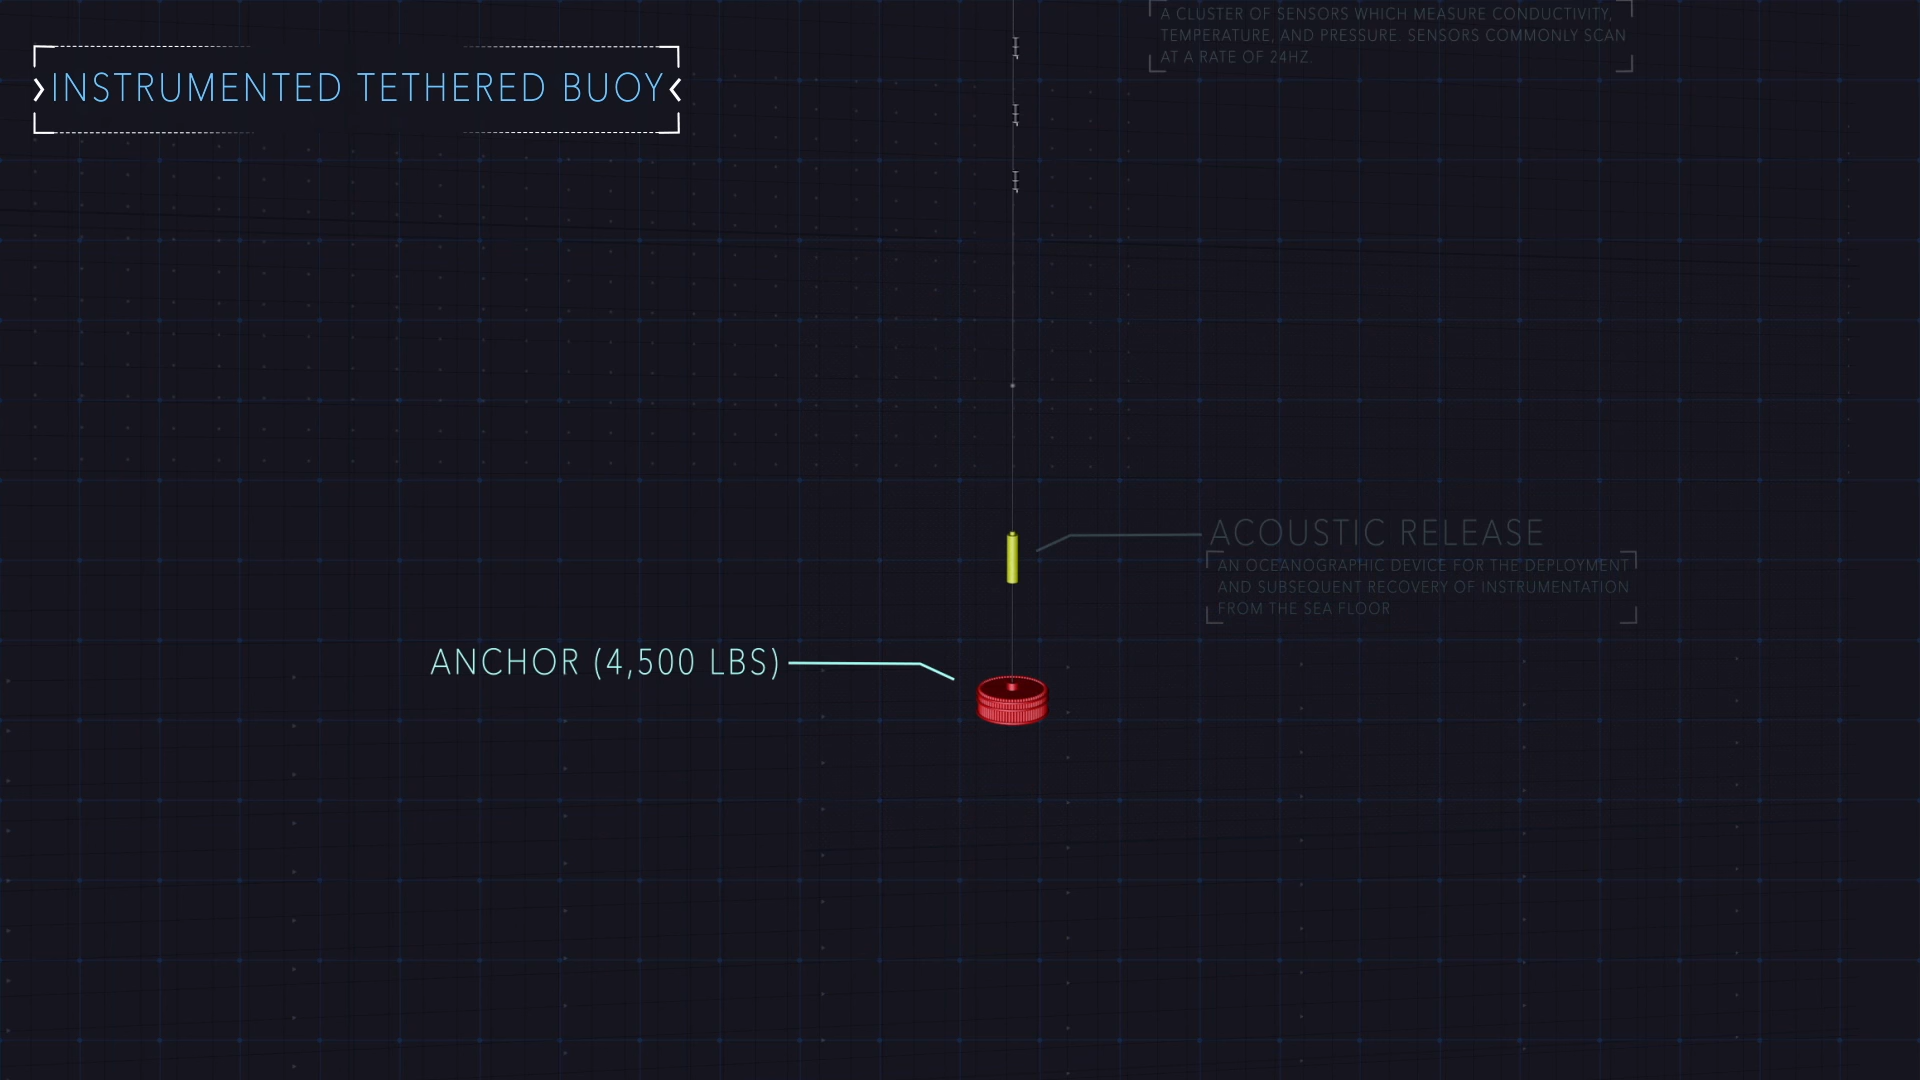 A CLUSTER OF SENSORS WHICH MEASURE CONDUCTIVITY,
TEMPERATURE, AND PRESSURE. SENSORS COMMONLY SCAN
AT A RATE OF 24HZ.
INSTRUMENTED TETHERED BUOY
ACOUSTIC RELEASE
AN OCEANOGRAPHIC DEVICE FOR THE DEPLOYMENT
AND SUBSEQUENT RECOVERY OF INSTRUMENTATION
FROM THE SEA FLOOR
ANCHOR (4,500 LBS)